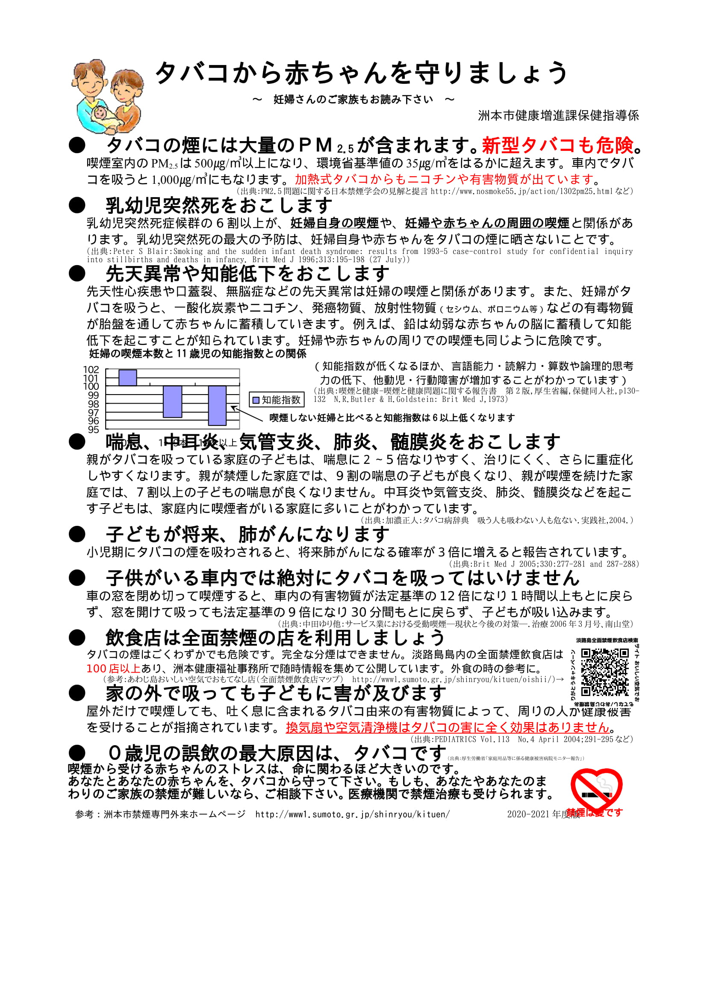 タバコから赤ちゃんを守りましょう
～　妊婦さんのご家族もお読み下さい　～
洲本市健康増進課保健指導係
●　タバコの煙には大量のＰＭ2.5が含まれます。新型タバコも危険。
喫煙室内の PM2.5は 500μg/㎥以上になり、環境省基準値の 35μg/㎥をはるかに超えます。車内でタバ
コを吸うと 1,000μg/㎥にもなります。加熱式タバコからもニコチンや有害物質が出ています。
（出典:PM2.5 問題に関する日本禁煙学会の見解と提言 http://www.nosmoke55.jp/action/1302pm25.html など）
●　乳幼児突然死をおこします
乳幼児突然死症候群の 6 割以上が、妊婦自身の喫煙や、妊婦や赤ちゃんの周囲の喫煙と関係があ
ります。乳幼児突然死の最大の予防は、妊婦自身や赤ちゃんをタバコの煙に晒さないことです。
（出典:Peter S Blair:Smoking and the sudden infant death syndrome: results from 1993-5 case-control study for confidential inquiry
into stillbirths and deaths in infancy. Brit Med J 1996;313:195-198 (27 July)）
●　先天異常や知能低下をおこします
先天性心疾患や口蓋裂、無脳症などの先天異常は妊婦の喫煙と関係があります。また、妊婦がタ
バコを吸うと、一酸化炭素やニコチン、発癌物質、放射性物質（セシウム、ポロニウム等）などの有毒物質
が胎盤を通して赤ちゃんに蓄積していきます。例えば、鉛は幼弱な赤ちゃんの脳に蓄積して知能
低下を起こすことが知られています。妊婦や赤ちゃんの周りでの喫煙も同じように危険です。
妊婦の喫煙本数と 11 歳児の知能指数との関係
（知能指数が低くなるほか、言語能力・読解力・算数や論理的思考
力の低下、他動児・行動障害が増加することがわかっています）
（出典:喫煙と健康-喫煙と健康問題に関する報告書　第 2 版,厚生省編,保健同人社,p130-
132　N.R.Butler & H.Goldstein: Brit Med J,1973）
102
101
100
99
98
97
96
95
知能指数
喫煙しない妊婦と比べると知能指数は 6 以上低くなります
●　喘息、中耳炎、気管支炎、肺炎、髄膜炎をおこします
親がタバコを吸っている家庭の子どもは、喘息に 2 ~ 5 倍なりやすく、治りにくく、さらに重症化
しやすくなります。親が禁煙した家庭では、9 割の喘息の子どもが良くなり、親が喫煙を続けた家
庭では、7 割以上の子どもの喘息が良くなりません。中耳炎や気管支炎、肺炎、髄膜炎などを起こ
す子どもは、家庭内に喫煙者がいる家庭に多いことがわかっています。
（出典:加濃正人:タバコ病辞典　吸う人も吸わない人も危ない.実践社,2004.）
●　子どもが将来、肺がんになります
小児期にタバコの煙を吸わされると、将来肺がんになる確率が 3 倍に増えると報告されています。
（出典:Brit Med J 2005;330:277-281 and 287-288）
●　子供がいる車内では絶対にタバコを吸ってはいけません
車の窓を閉め切って喫煙すると、車内の有害物質が法定基準の 12 倍になり 1 時間以上もとに戻ら
ず、窓を開けて吸っても法定基準の 9 倍になり 30 分間もとに戻らず、子どもが吸い込みます。
（出典:中田ゆり他:サービス業における受動喫煙―現状と今後の対策―.治療 2006 年 3 月号、南山堂）
●　飲食店は全面禁煙の店を利用しましょう
タバコの煙はごくわずかでも危険です。完全な分煙はできません。淡路島島内の全面禁煙飲食店は
100 店以上あり、洲本健康福祉事務所で随時情報を集めて公開しています。外食の時の参考に。
（参考:あわじ島おいしい空気でおもてなし店（全面禁煙飲食店マップ）　http://www1.sumoto.gr.jp/shinryou/kituen/oishii/）→
淡路島全面禁煙飲食店検索
サイト おいしい空気でお
もてなし/あわじ島禁煙お
りがとうキャンペーン
●　家の外で吸っても子どもに害が及びます
屋外だけで喫煙しても、吐く息に含まれるタバコ由来の有害物質によって、周りの人が健康被害
を受けることが指摘されています。換気扇や空気清浄機はタバコの害に全く効果はありません。
（出典:PEDIATRICS Vol.113　No.4 April 2004;291-295 など）
●　０歳児の誤飲の最大原因は、タバコです（出典:厚生労働省「家庭用品等に係る健康被害病院モニター報告」）
喫煙から受ける赤ちゃんのストレスは、命に関わるほど大きいのです。
あなたとあなたの赤ちゃんを、タバコから守って下さい。もしも、あなたやあなたのま
わりのご家族の禁煙が難しいなら、ご相談下さい。医療機関で禁煙治療も受けられます。
参考：洲本市禁煙専門外来ホームページ　http://www1.sumoto.gr.jp/shinryou/kituen/
2020-2021 年度版
禁煙は愛です